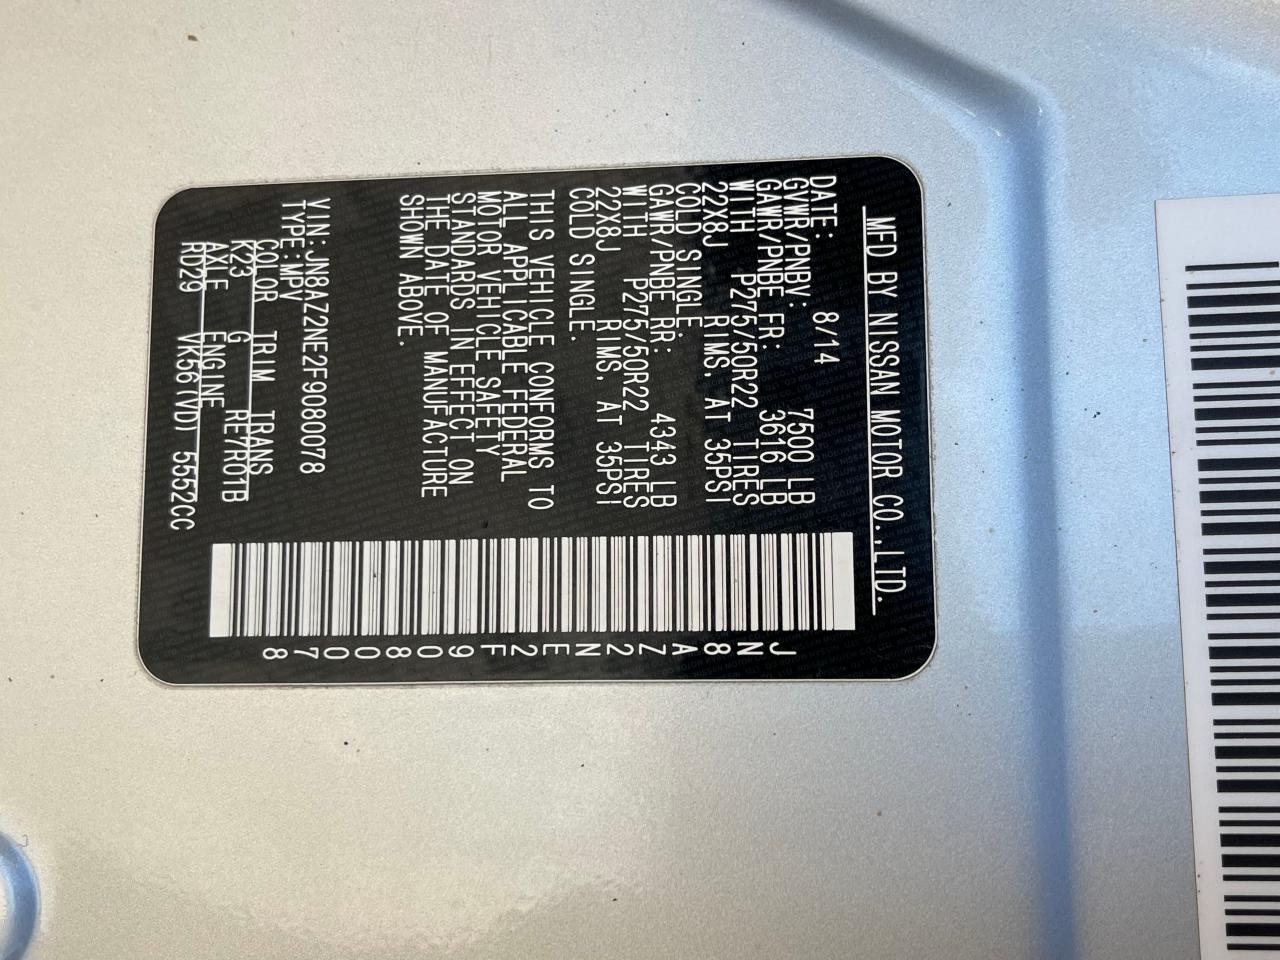 MFD BY NISSAN MOTOR CO.,LTD.
DATE: 8/14
GVWR/PNBV: 7500 LB
GAWR/PNBE FR: 3616 LB
WITH P275/50R22 TIRES
22X8J RIMS. AT 35PSI
COLD SINGLE.
GAWR/PNBE RR: 4343 LB
WITH P275/50R22 TIRES
22X8J RIMS. AT 35PSI
COLD SINGLE.
THIS VEHICLE CONFORMS TO
ALL APPLICABLE FEDERAL
MOTOR VEHICLE SAFETY
STANDARDS IN EFFECT ON
THE DATE OF MANUFACTURE
SHOWN ABOVE.
VIN:JN8AZ2NE2F9080078
TYPE:MPV
COLOR TRIM TRANS
K23 G RE7R01B
AXLE ENGINE
RD29 VK56(VD) 5552CC
JN8AZ2NE2F9080078